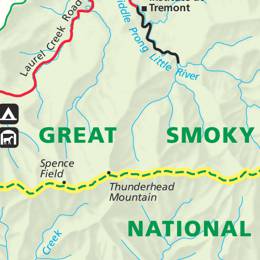 Tremont
Laurel Creek Road
Middle Prong Little River
GREAT SMOKY
Spence
Field
Thunderhead
Mountain
NATIONAL
Creek